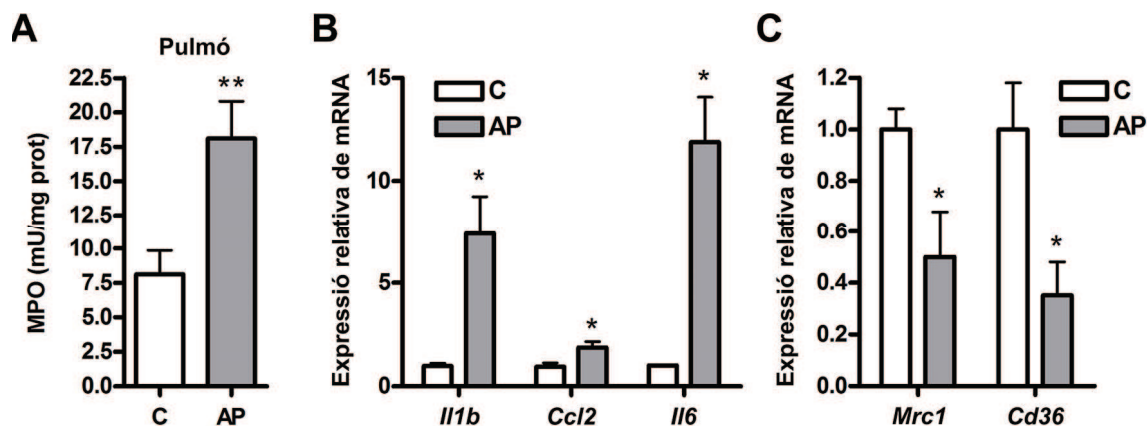 A
Pulmó
MPO (mU/mg prot)
22.5
20.0
17.5
15.0
12.5
10.0
7.5
5.0
2.5
0.0
**
C AP
B
Expressió relativa de mRNA
15
10
5
0
C
AP
*
*
*
Il1b Ccl2 Il6
C
Expressió relativa de mRNA
1.2
1.0
0.8
0.6
0.4
0.2
0.0
C
AP
*
*
Mrc1 Cd36